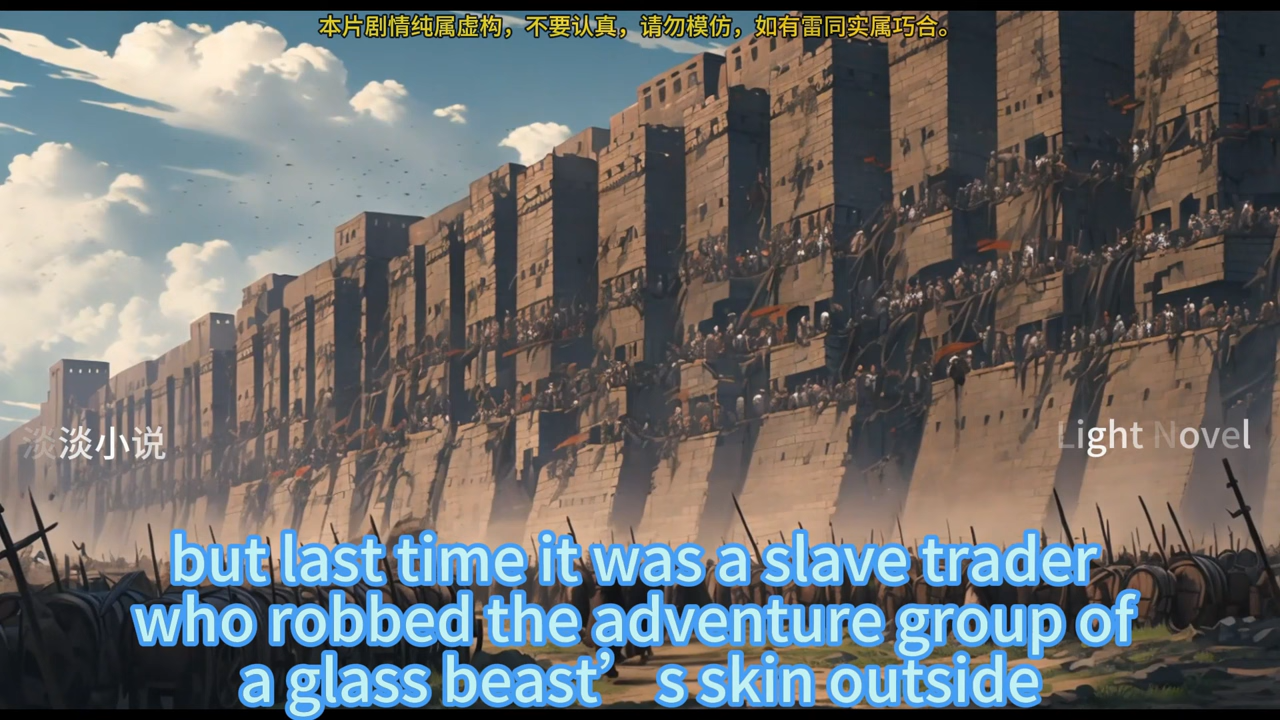 本片剧情纯属虚构，不要认真，请勿模仿，如有雷同实属巧合。
淡淡小说
Light Novel
but last time it was a slave trader
who robbed the adventure group of
a glass beast’s skin outside